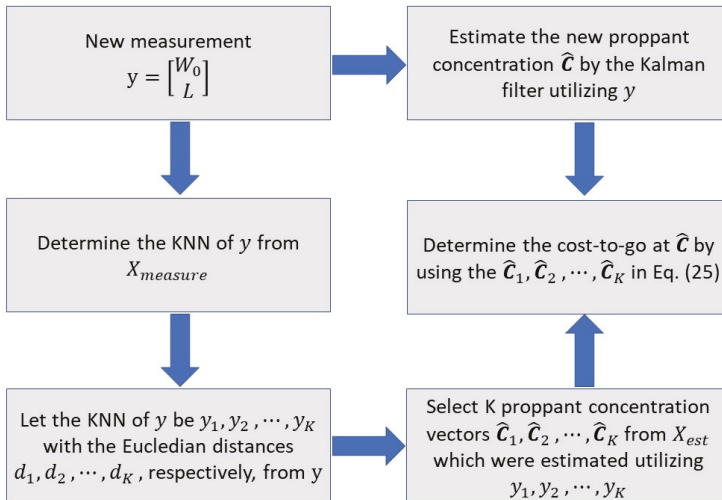 New measurement
y = [W₀
L]
Estimate the new proppant
concentration Ĉ by the Kalman
filter utilizing y
Determine the KNN of y from
X_measure
Determine the cost-to-go at Ĉ by
using the Ĉ₁, Ĉ₂ , ⋯ , Ĉ_K in Eq. (25)
Let the KNN of y be y₁, y₂ , ⋯ , y_K
with the Eucledian distances
d₁, d₂ , ⋯ , d_K , respectively, from y
Select K proppant concentration
vectors Ĉ₁, Ĉ₂ , ⋯ , Ĉ_K from X_est
which were estimated utilizing
y₁, y₂ , ⋯ , y_K